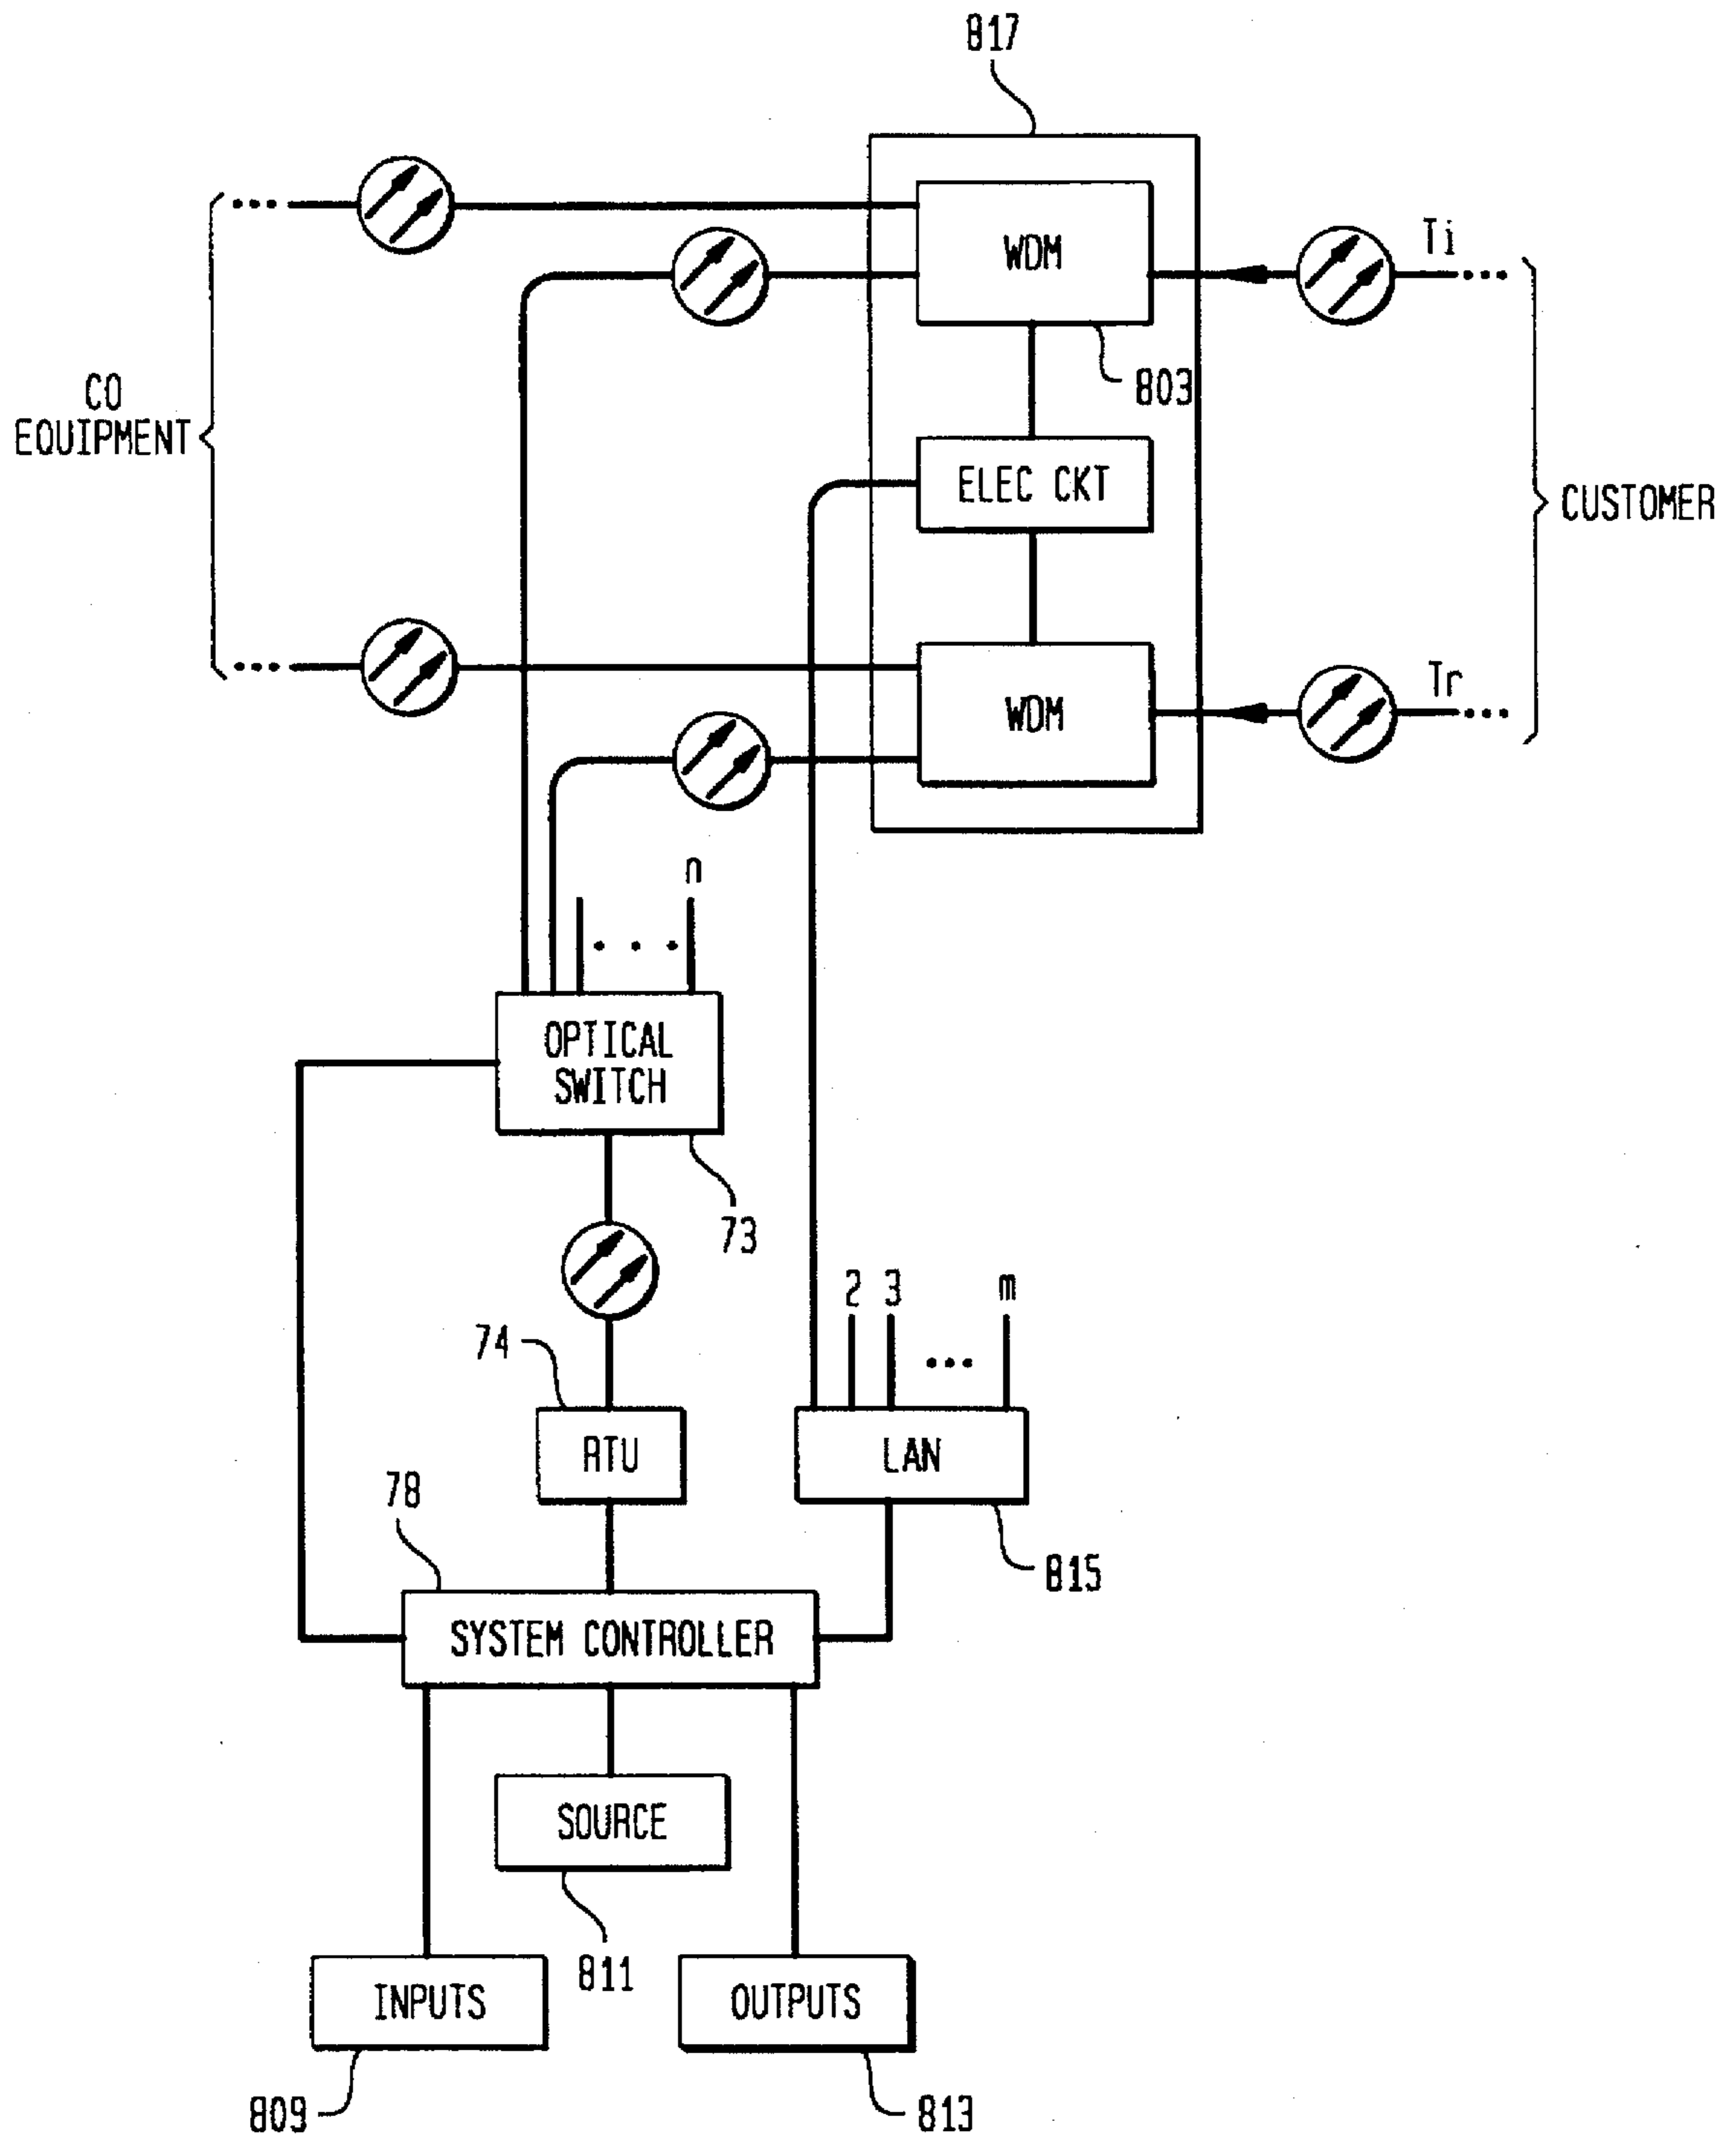 817
Ti
WDM
803
CO
EQUIPMENT
ELEC CKT
CUSTOMER
Tr
WDM
n
OPTICAL
SWITCH
73
2 3 ... m
74
RTU
LAN
78
815
SYSTEM CONTROLLER
SOURCE
811
INPUTS
OUTPUTS
809
813